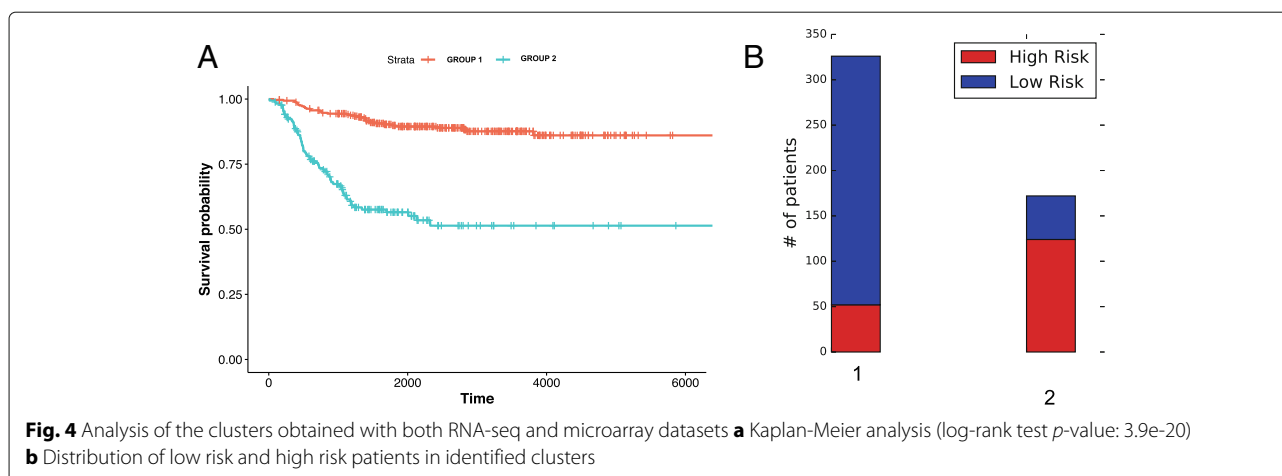 A
Strata GROUP 1 GROUP 2
1.00
0.75
0.50
0.25
0.00
Survival probability
0 2000 4000 6000
Time
B
High Risk
Low Risk
350
300
250
200
150
100
50
0
# of patients
1
2
Fig. 4 Analysis of the clusters obtained with both RNA-seq and microarray datasets a Kaplan-Meier analysis (log-rank test p-value: 3.9e-20)
b Distribution of low risk and high risk patients in identified clusters